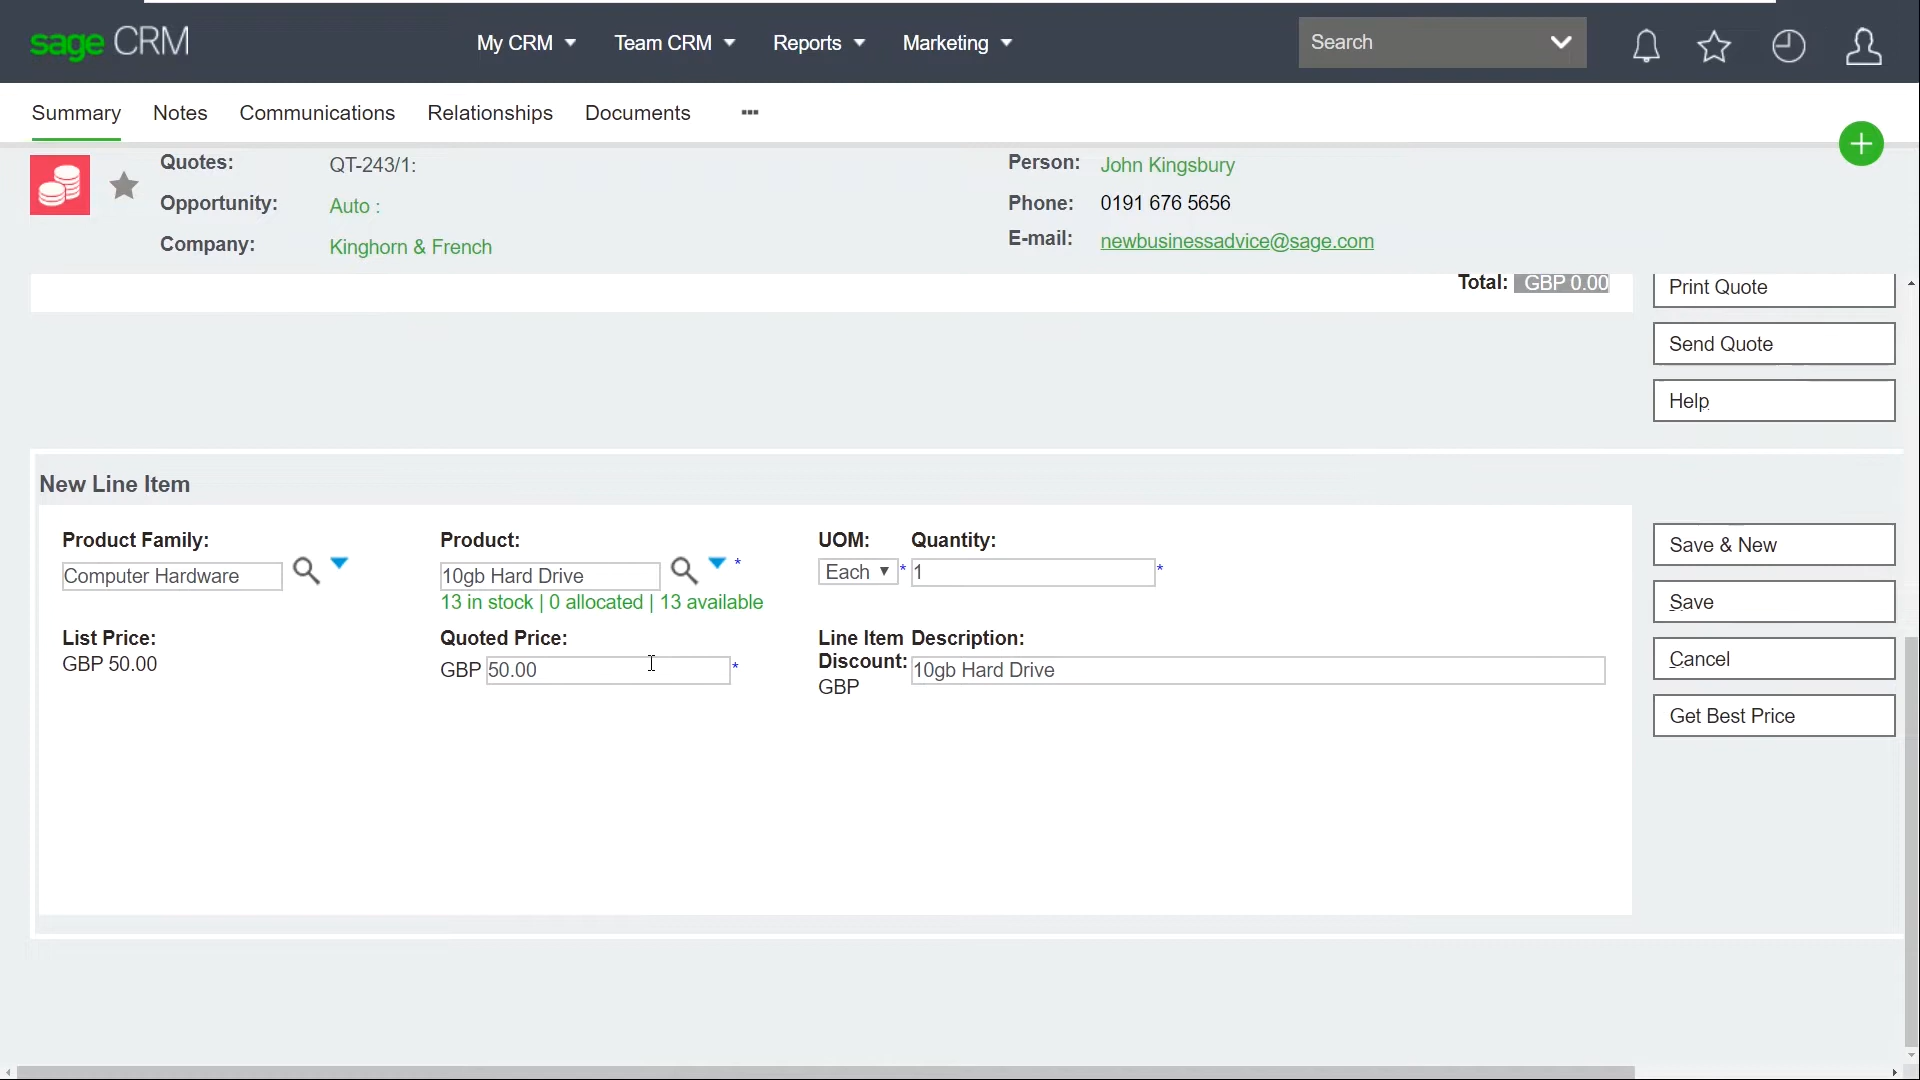 sage CRM
My CRM
Team CRM
Reports
Marketing
Search
Summary
Notes
Communications
Relationships
Documents
Quotes: QT-243/1:
Opportunity: Auto :
Company: Kinghorn & French
Person: John Kingsbury
Phone: 0191 676 5656
E-mail: newbusinessadvice@sage.com
Total: GBP 0.00
Print Quote
Send Quote
Help
New Line Item
Product Family:
Computer Hardware
Product:
10gb Hard Drive
13 in stock | 0 allocated | 13 available
UOM:
Each
Quantity:
1
List Price:
GBP 50.00
Quoted Price:
GBP 50.00
Line Item
Discount:
GBP
Description:
10gb Hard Drive
Save & New
Save
Cancel
Get Best Price